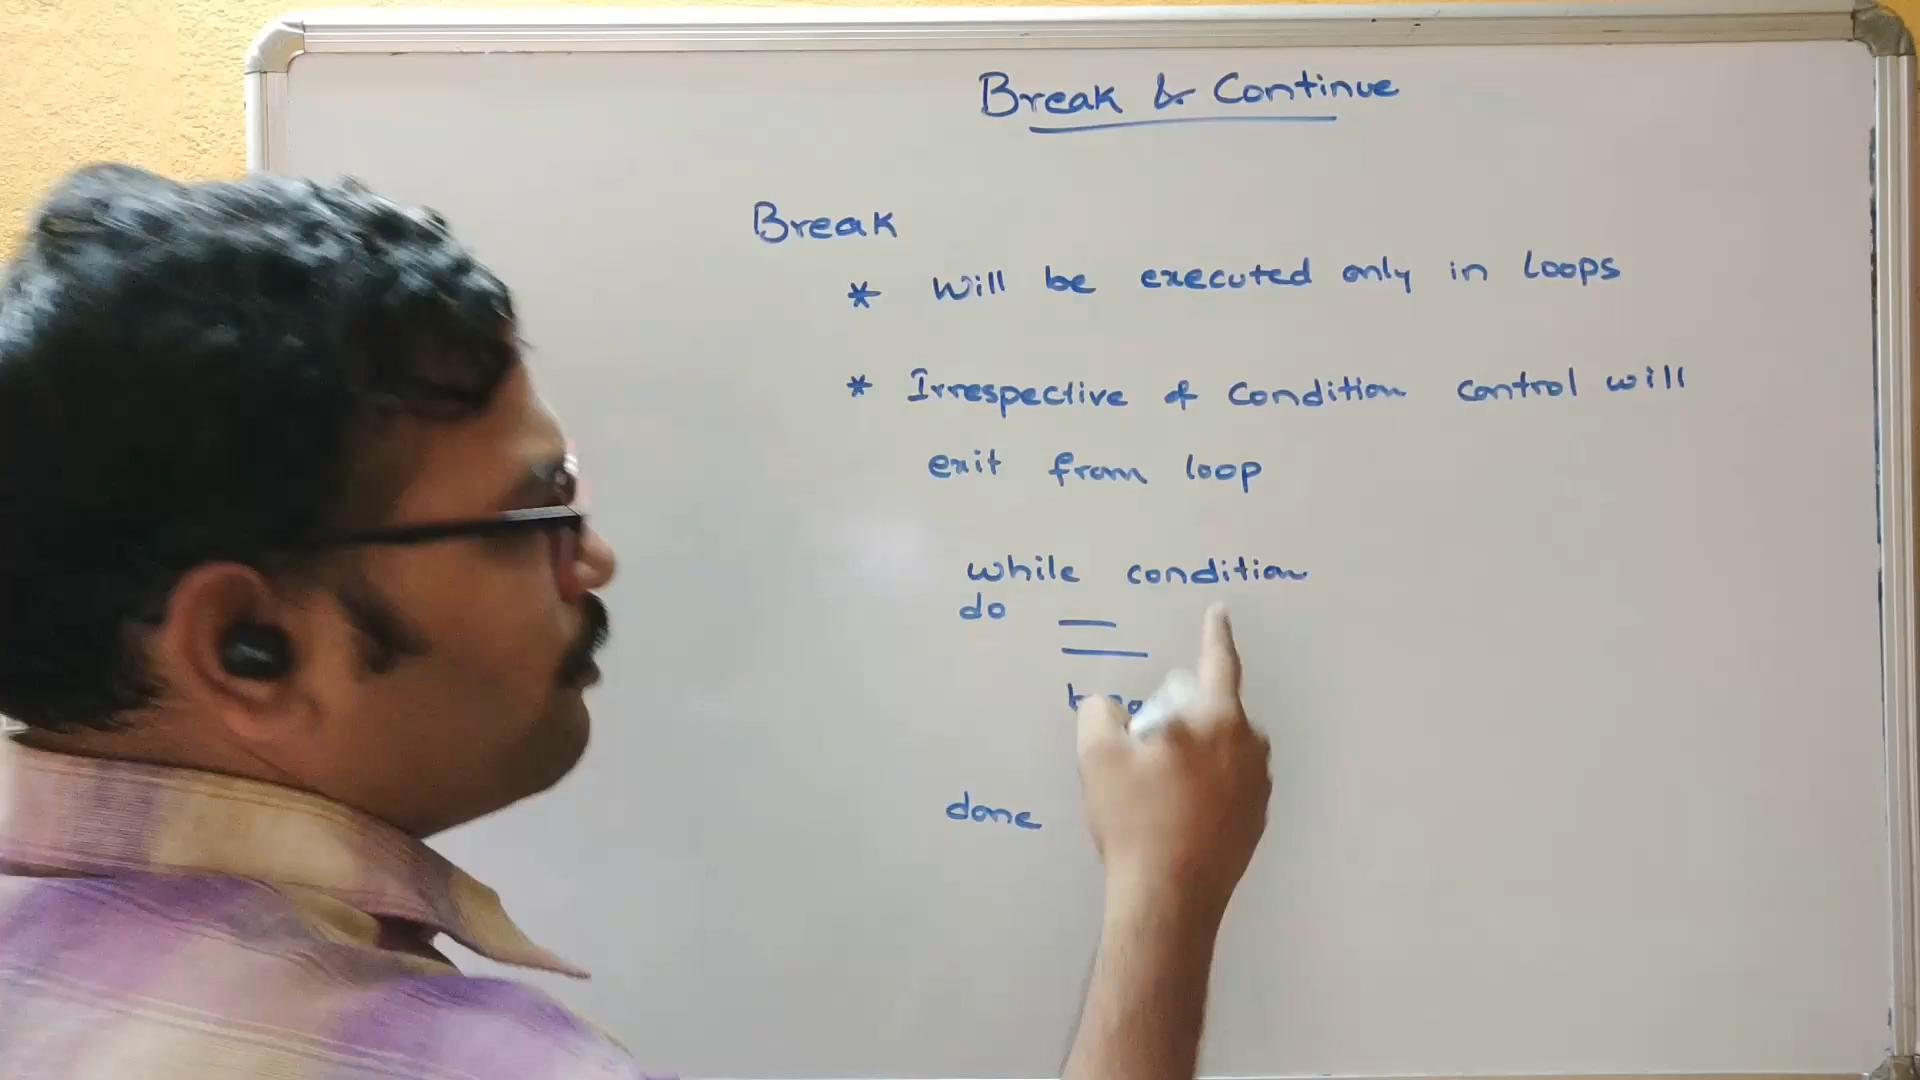 Break & Continue
Break
* Will be executed only in Loops
* Irrespective of condition control will
exit from loop
while condition
do
done